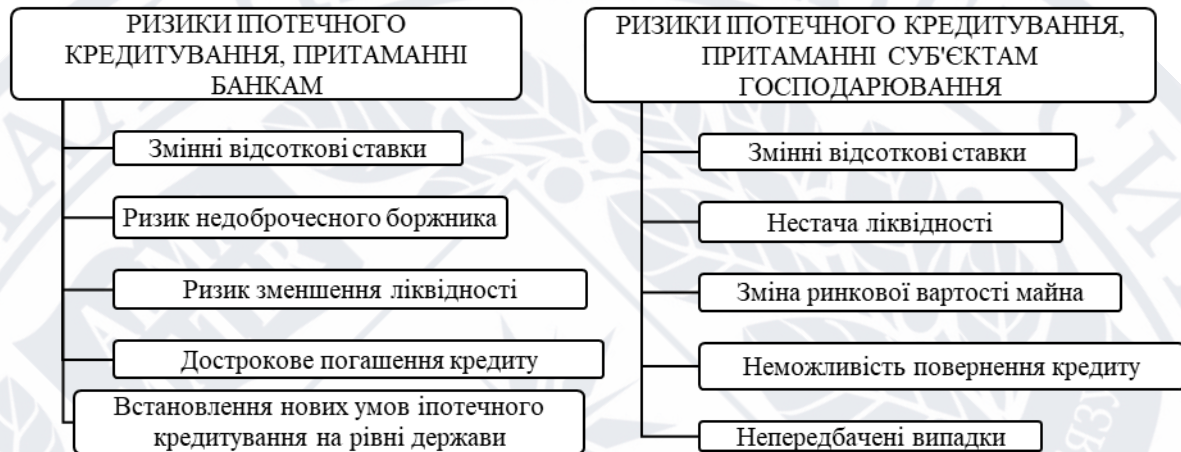 РИЗИКИ ІПОТЕЧНОГО
КРЕДИТУВАННЯ, ПРИТАМАННІ
БАНКАМ
Змінні відсоткові ставки
Ризик недоброчесного боржника
Ризик зменшення ліквідності
Дострокове погашення кредиту
Встановлення нових умов іпотечного
кредитування на рівні держави
РИЗИКИ ІПОТЕЧНОГО КРЕДИТУВАННЯ,
ПРИТАМАННІ СУБ'ЄКТАМ
ГОСПОДАРЮВАННЯ
Змінні відсоткові ставки
Нестача ліквідності
Зміна ринкової вартості майна
Неможливість повернення кредиту
Непередбачені випадки